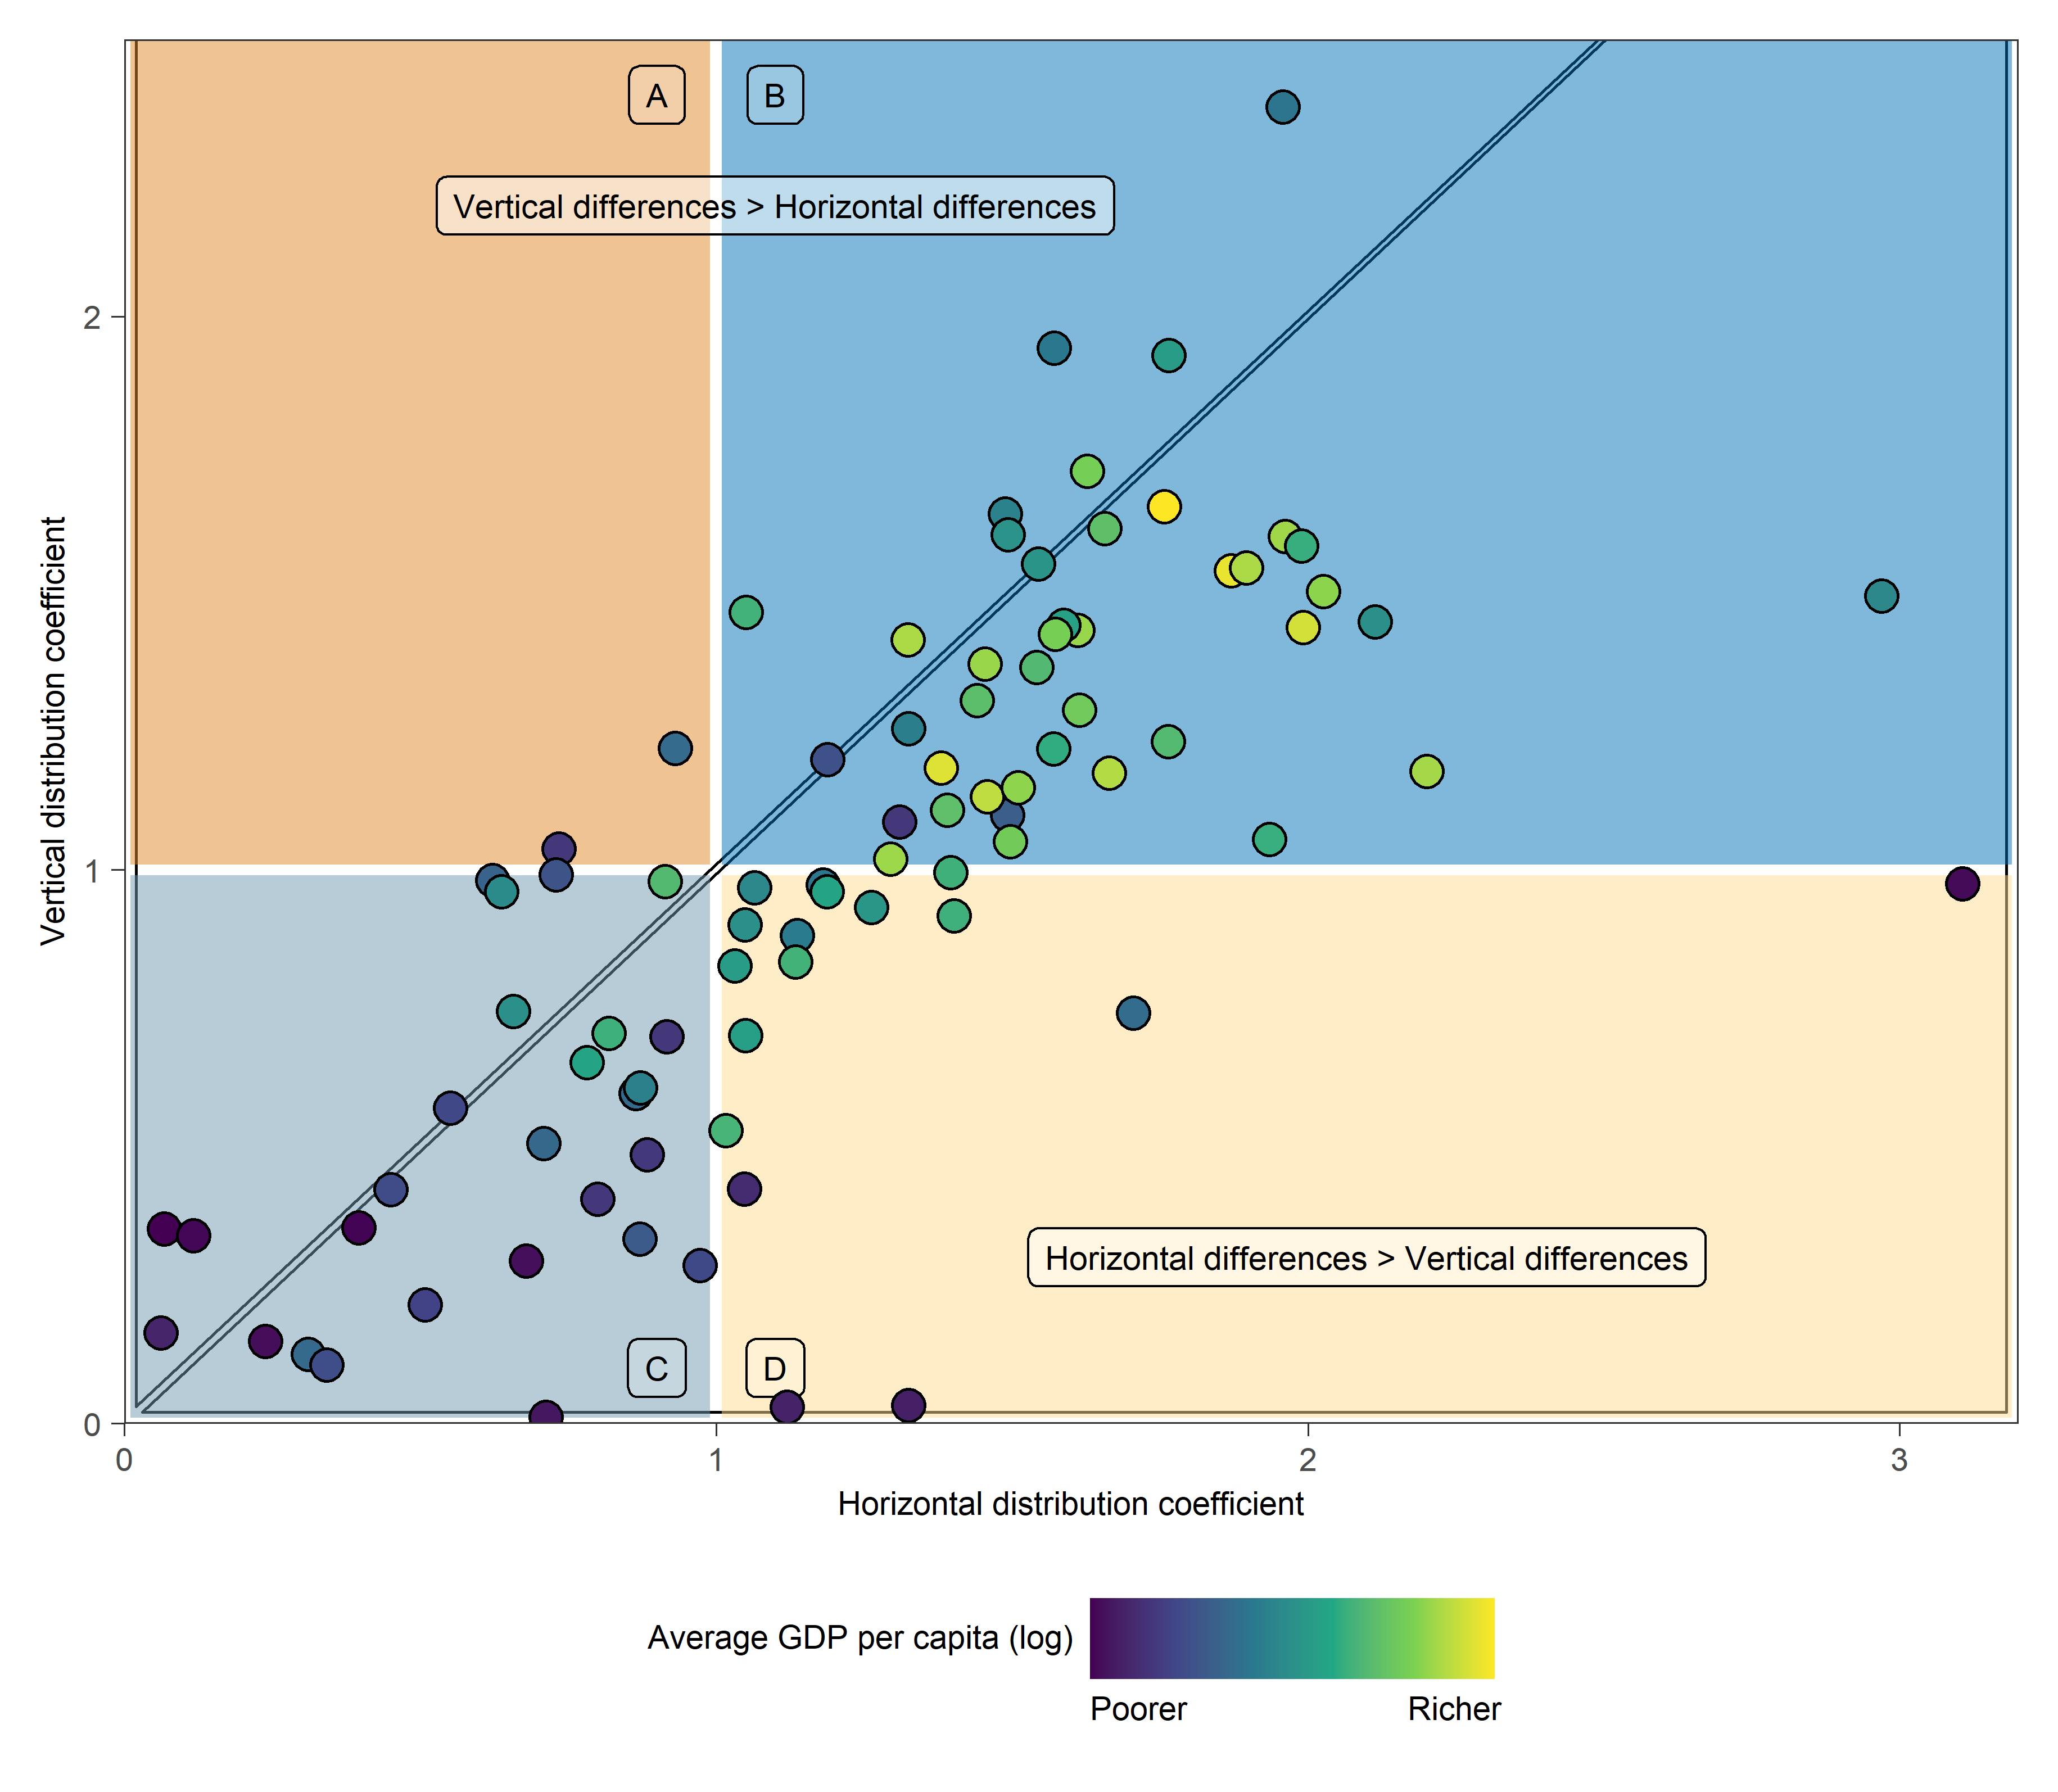 A
B
Vertical differences > Horizontal differences
Vertical distribution coefficient
2
1
0
Horizontal differences > Vertical differences
C
D
0
1
2
3
Horizontal distribution coefficient
Average GDP per capita (log)
Poorer
Richer